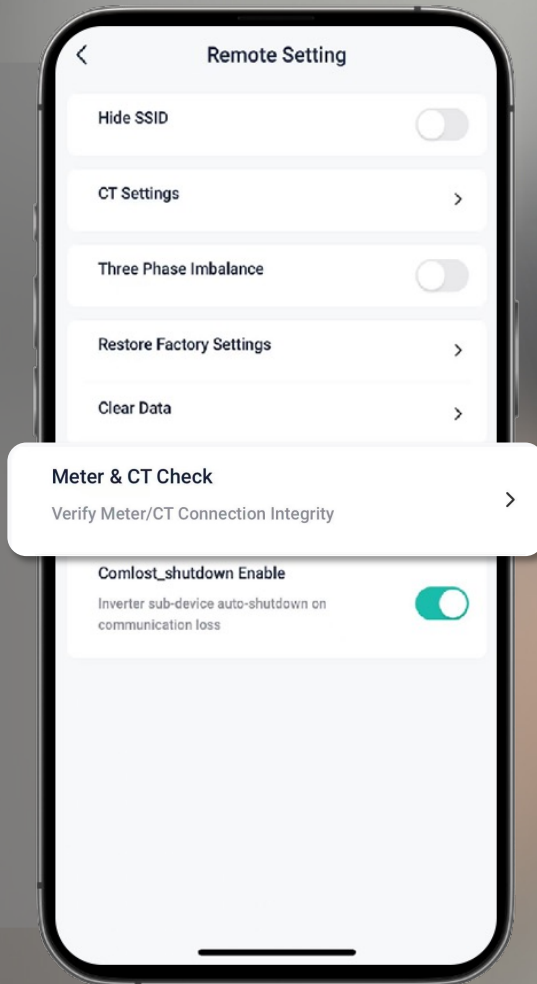 Remote Setting
Hide SSID
CT Settings
Three Phase Imbalance
Restore Factory Settings
Clear Data
Meter & CT Check
Verify Meter/CT Connection Integrity
Comlost_shutdown Enable
Inverter sub-device auto-shutdown on
communication loss